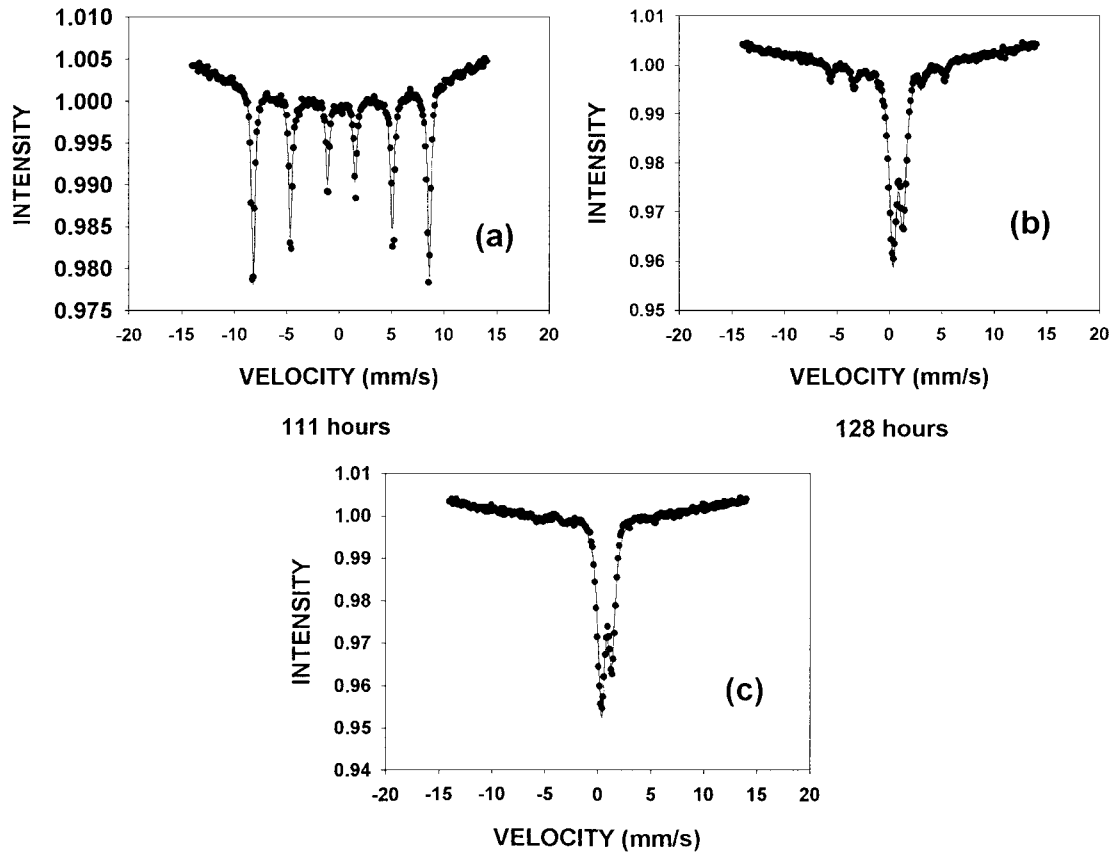 1.010
1.005
1.000
0.995
0.990
0.985
0.980
0.975
INTENSITY
(a)
-20 -15 -10 -5 0 5 10 15 20
VELOCITY (mm/s)
111 hours
1.01
1.00
0.99
0.98
0.97
0.96
0.95
INTENSITY
(b)
-20 -15 -10 -5 0 5 10 15 20
VELOCITY (mm/s)
128 hours
1.01
1.00
0.99
0.98
0.97
0.96
0.95
0.94
INTENSITY
(c)
-20 -15 -10 -5 0 5 10 15 20
VELOCITY (mm/s)